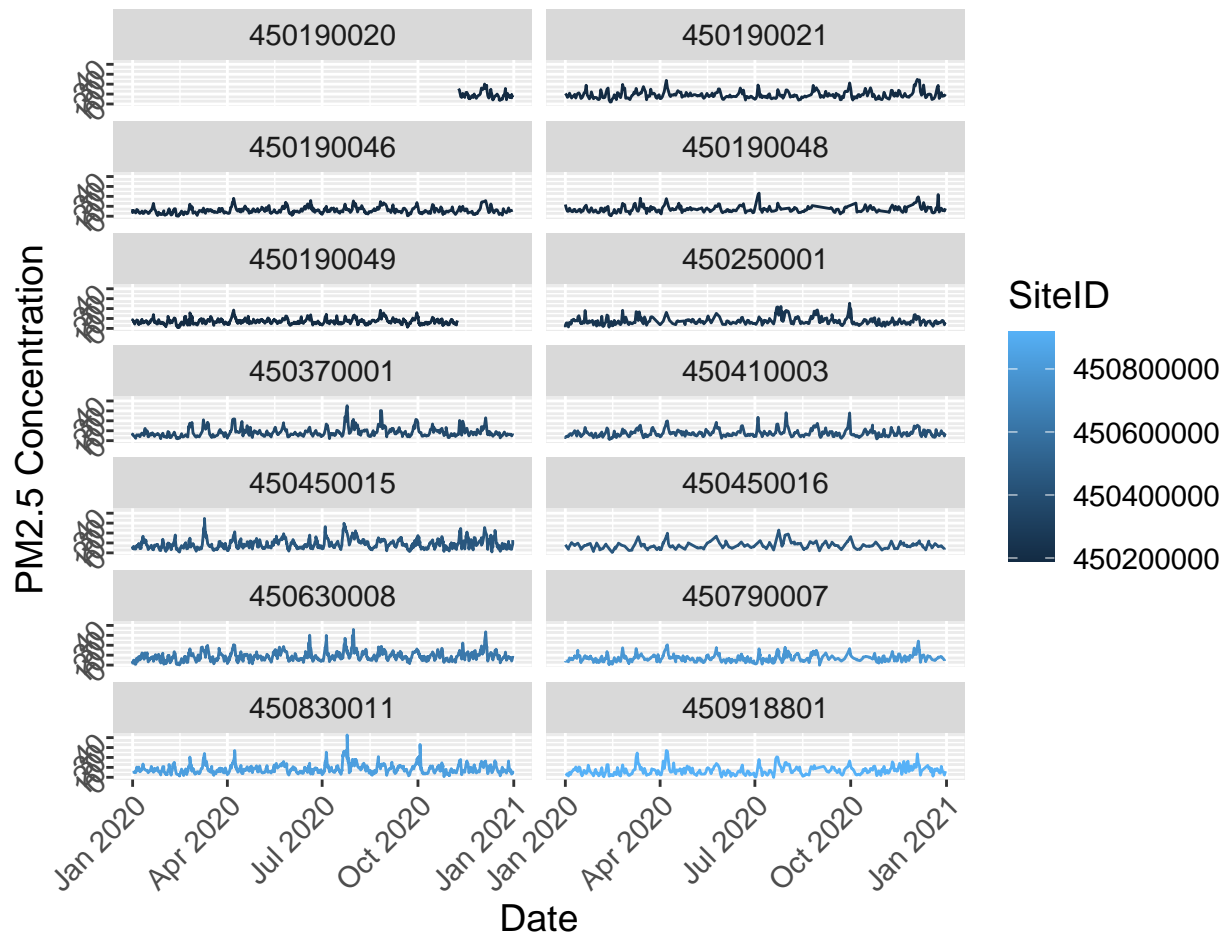 450190020
450190021
450190046
450190048
450190049
450250001
450370001
450410003
450450015
450450016
450630008
450790007
450830011
450918801
PM2.5 Concentration
Jan 2020
Apr 2020
Jul 2020
Oct 2020
Jan 2021
Jan 2020
Apr 2020
Jul 2020
Oct 2020
Jan 2021
Date
SiteID
450800000
450600000
450400000
450200000